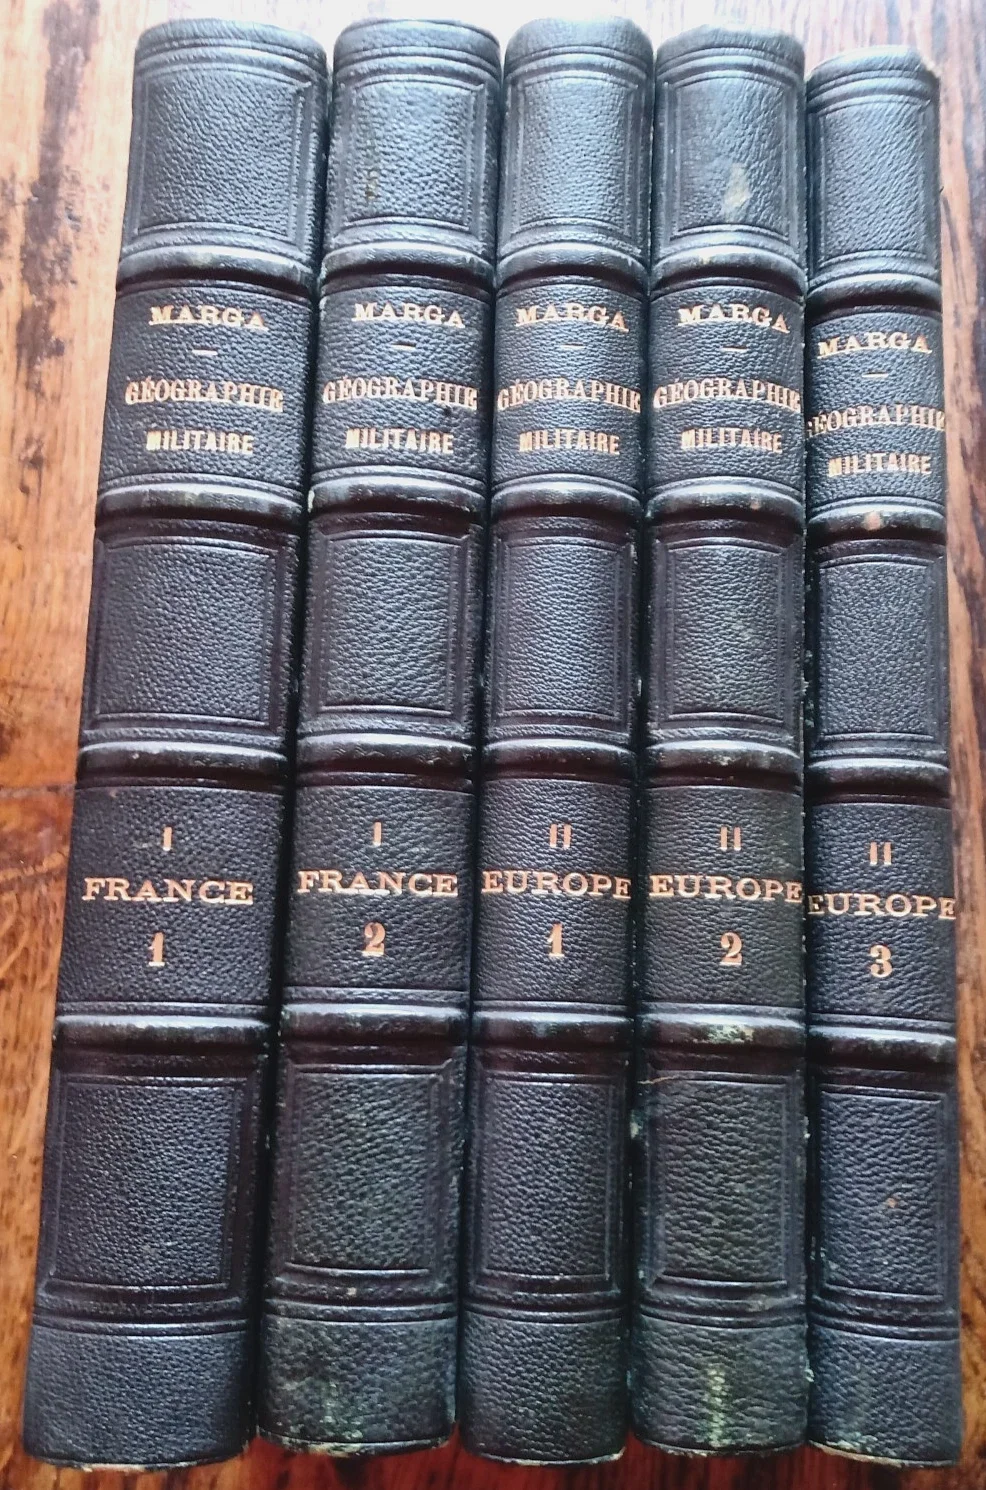 MARGA
GÉOGRAPHIE
MILITAIRE
I
FRANCE
1
MARGA
GÉOGRAPHIE
MILITAIRE
I
FRANCE
2
MARGA
GÉOGRAPHIE
MILITAIRE
II
EUROPE
1
MARGA
GÉOGRAPHIE
MILITAIRE
II
EUROPE
2
MARGA
GÉOGRAPHIE
MILITAIRE
II
EUROPE
3